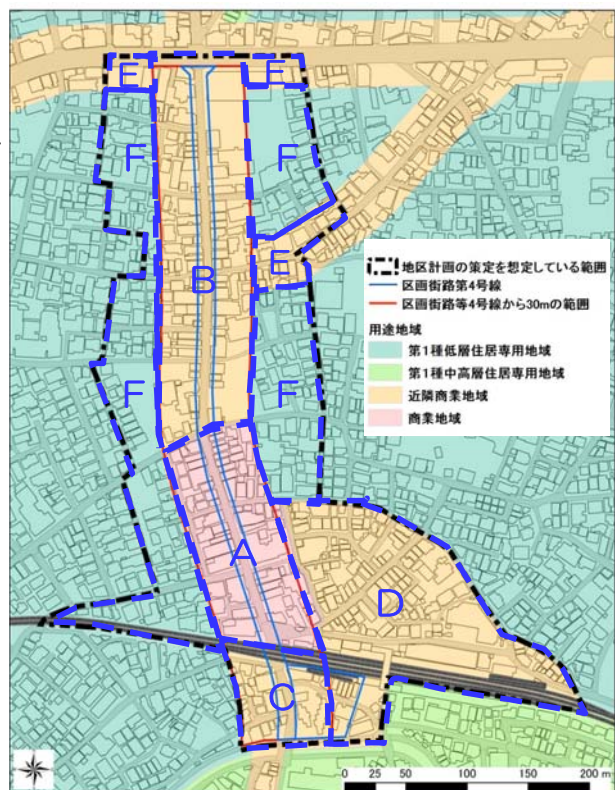 E
F
F
F
B
地区計画の策定を想定している範囲
区画街路第4号線
区画街路等4号線から30mの範囲
E
用途地域
第1種低層住居専用地域
第1種中高層住居専用地域
近隣商業地域
商業地域
F
F
A
D
C
0 25 50 100 150 200 m